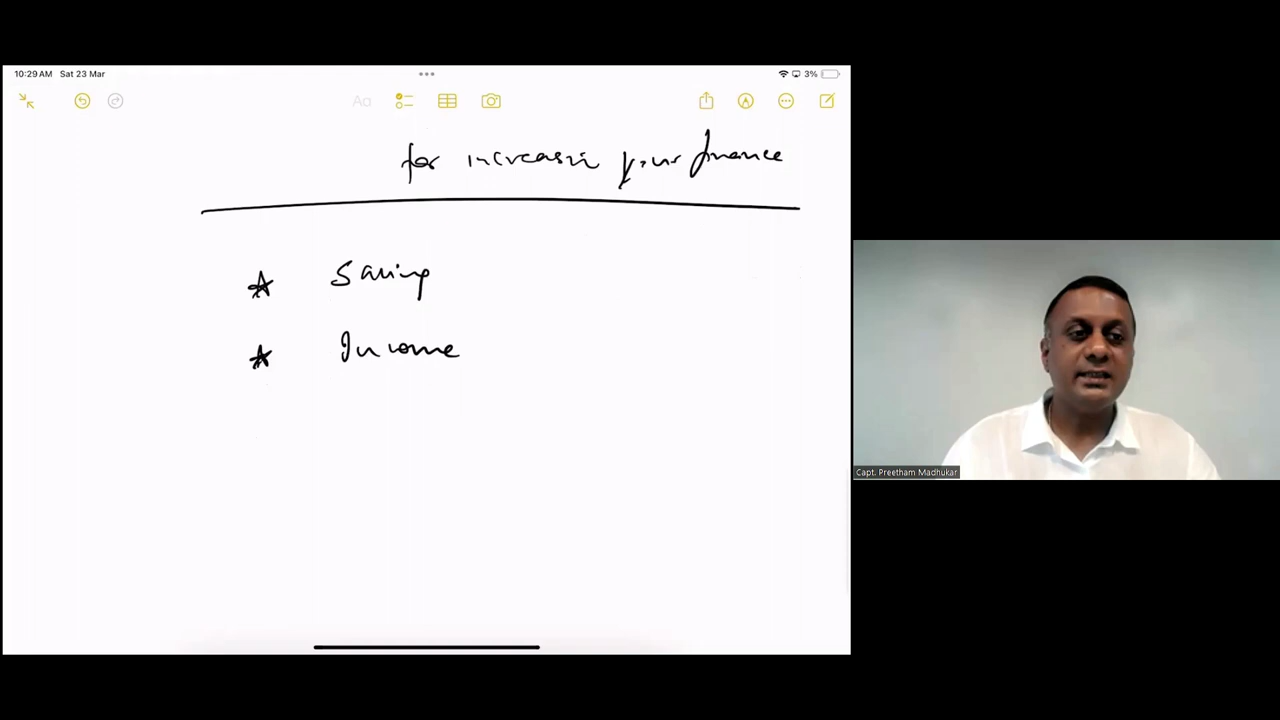 10:29 AM Sat 23 Mar
3%
Aa
for increasing your finance
Saving
Income
Capt. Preetham Madhukar